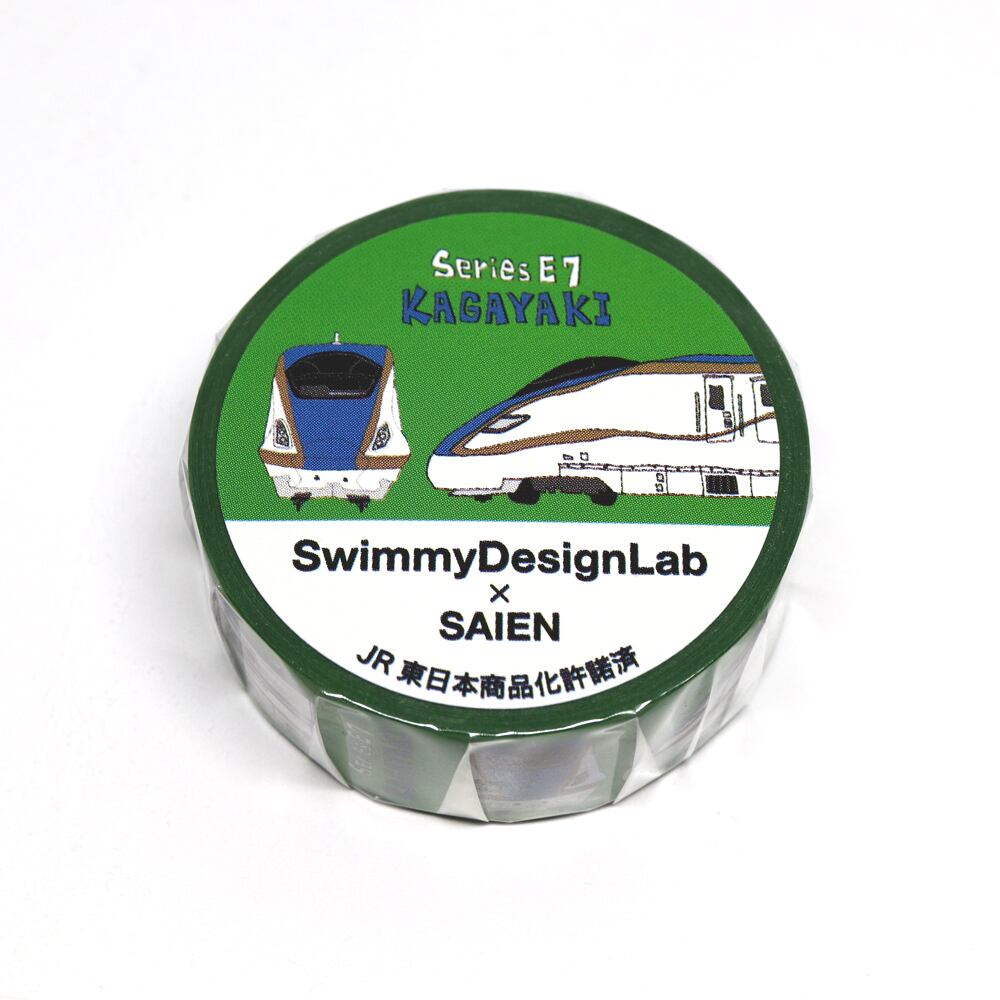 Series E7
KAGAYAKI
SwimmyDesignLab
×
SAIEN
JR東日本商品化許諾済